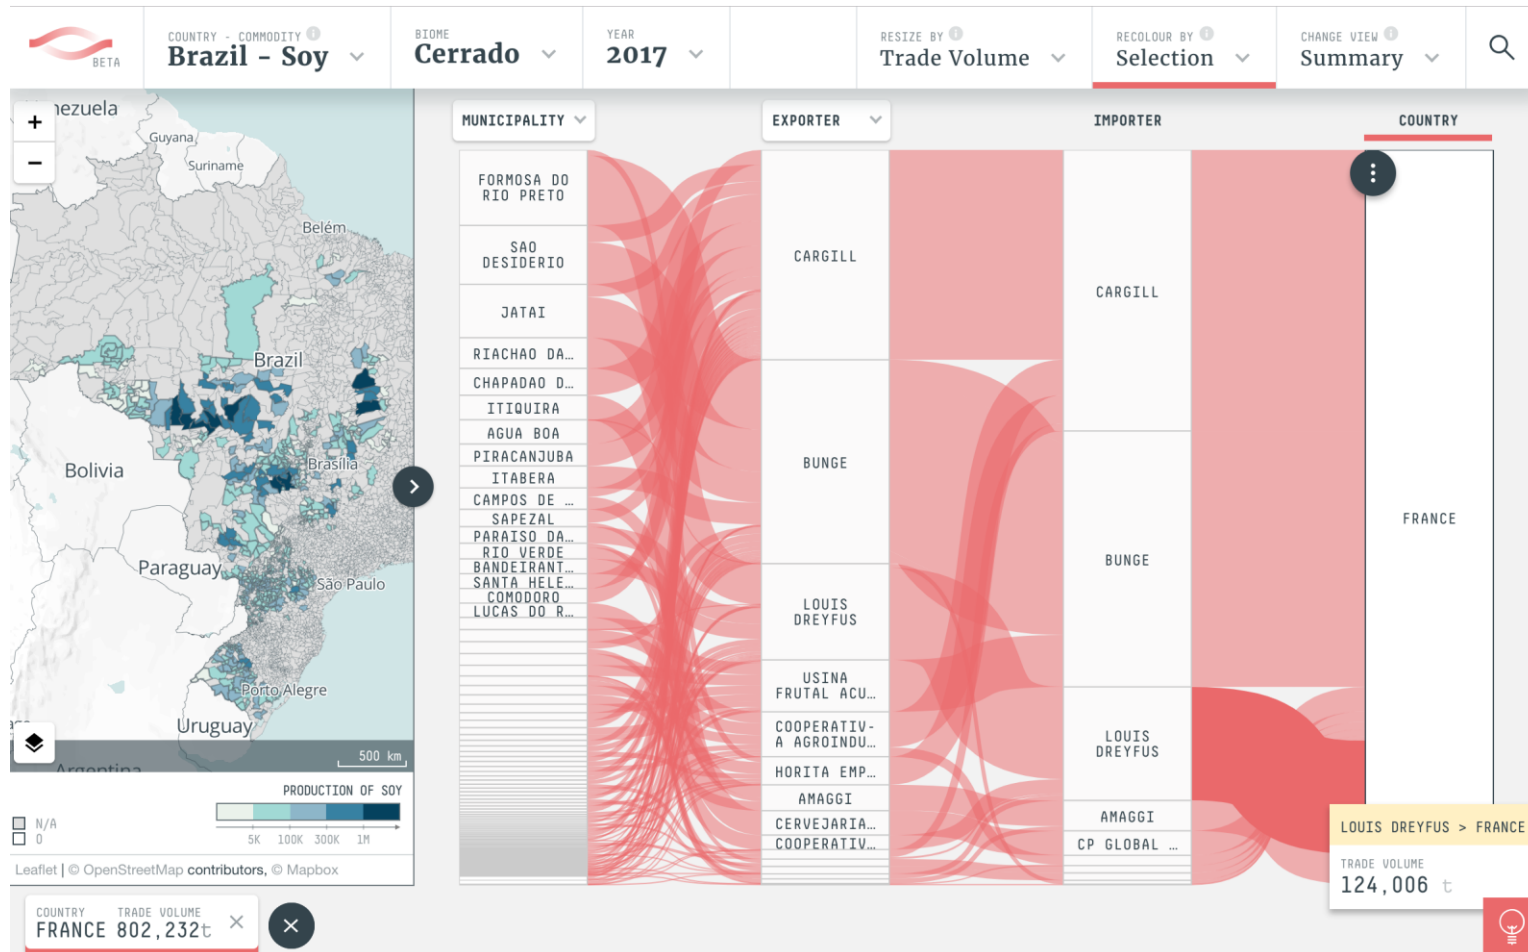 BETA
COUNTRY - COMMODITY
Brazil - Soy
BIOME
Cerrado
YEAR
2017
RESIZE BY
Trade Volume
RECOLOUR BY
Selection
CHANGE VIEW
Summary
+
−
nezuela
Guyana
Suriname
Belém
Brazil
Bolivia
Brasília
Paraguay
São Paulo
Porto Alegre
Uruguay
Argentina
500 km
PRODUCTION OF SOY
N/A
0
5K 100K 300K 1M
Leaflet | © OpenStreetMap contributors, © Mapbox
MUNICIPALITY
FORMOSA DO
RIO PRETO
SAO
DESIDERIO
JATAI
RIACHAO DA…
CHAPADAO D…
ITIQUIRA
AGUA BOA
PIRACANJUBA
ITABERA
CAMPOS DE …
SAPEZAL
PARAISO DA…
RIO VERDE
BANDEIRANT…
SANTA HELE…
COMODORO
LUCAS DO R…
EXPORTER
CARGILL
BUNGE
LOUIS
DREYFUS
USINA
FRUTAL ACU…
COOPERATIV-
A AGROINDU…
HORITA EMP…
AMAGGI
CERVEJARIA…
COOPERATIV…
IMPORTER
CARGILL
BUNGE
LOUIS
DREYFUS
AMAGGI
CP GLOBAL …
COUNTRY
FRANCE
LOUIS DREYFUS > FRANCE
TRADE VOLUME
124,006 t
COUNTRY TRADE VOLUME
FRANCE 802,232t